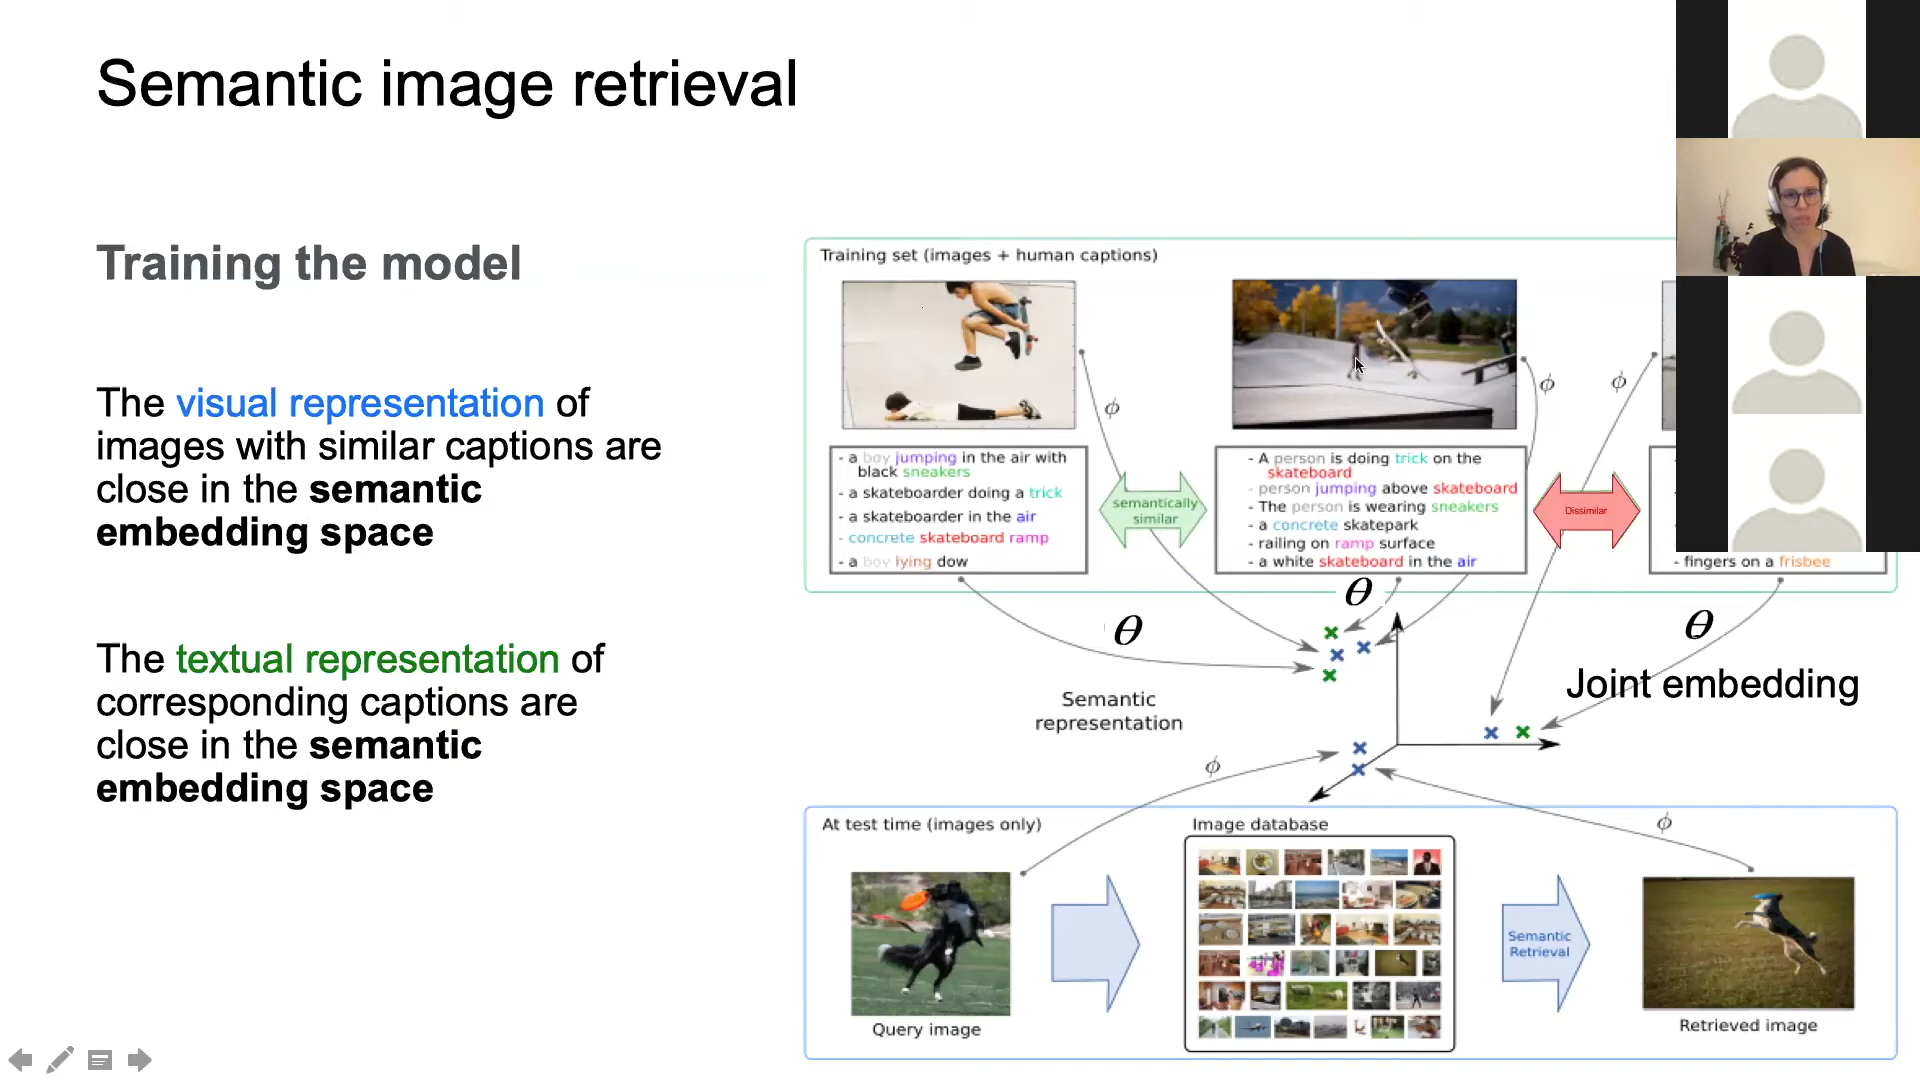 Semantic image retrieval
Training the model
The visual representation of
images with similar captions are
close in the semantic
embedding space
The textual representation of
corresponding captions are
close in the semantic
embedding space
Training set (images + human captions)
ϕ
ϕ
ϕ
- a boy jumping in the air with
black sneakers
- a skateboarder doing a trick
- a skateboarder in the air
- concrete skateboard ramp
- a boy lying dow
semantically
similar
- A person is doing trick on the
skateboard
- person jumping above skateboard
- The person is wearing sneakers
- a concrete skatepark
- railing on ramp surface
- a white skateboard in the air
Dissimilar
- fingers on a frisbee
θ
θ
θ
Joint embedding
Semantic
representation
ϕ
ϕ
At test time (images only)
Image database
Query image
Semantic
Retrieval
Retrieved image